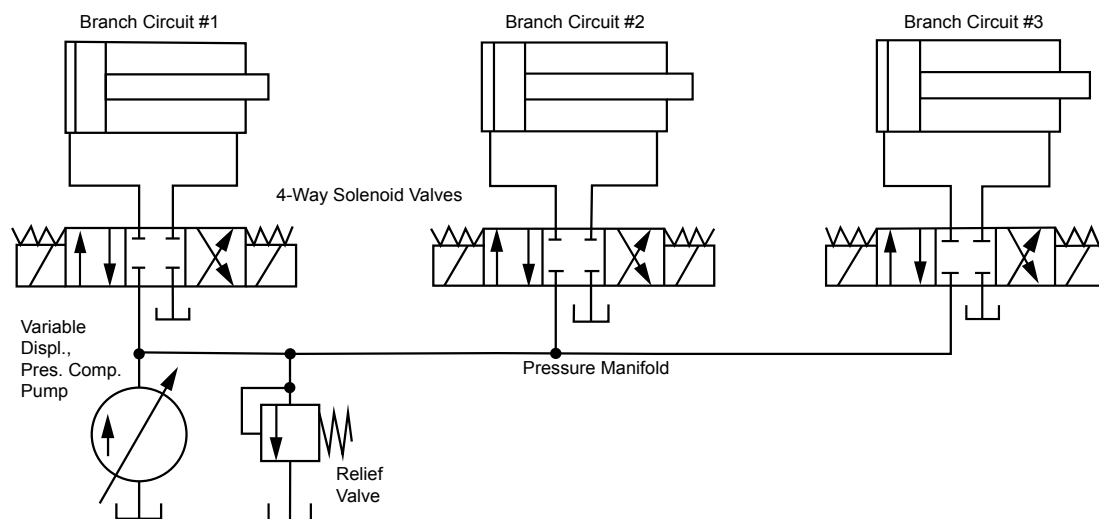 Branch Circuit #1
Branch Circuit #2
Branch Circuit #3
4-Way Solenoid Valves
Variable
Displ.,
Pres. Comp.
Pump
Pressure Manifold
Relief
Valve